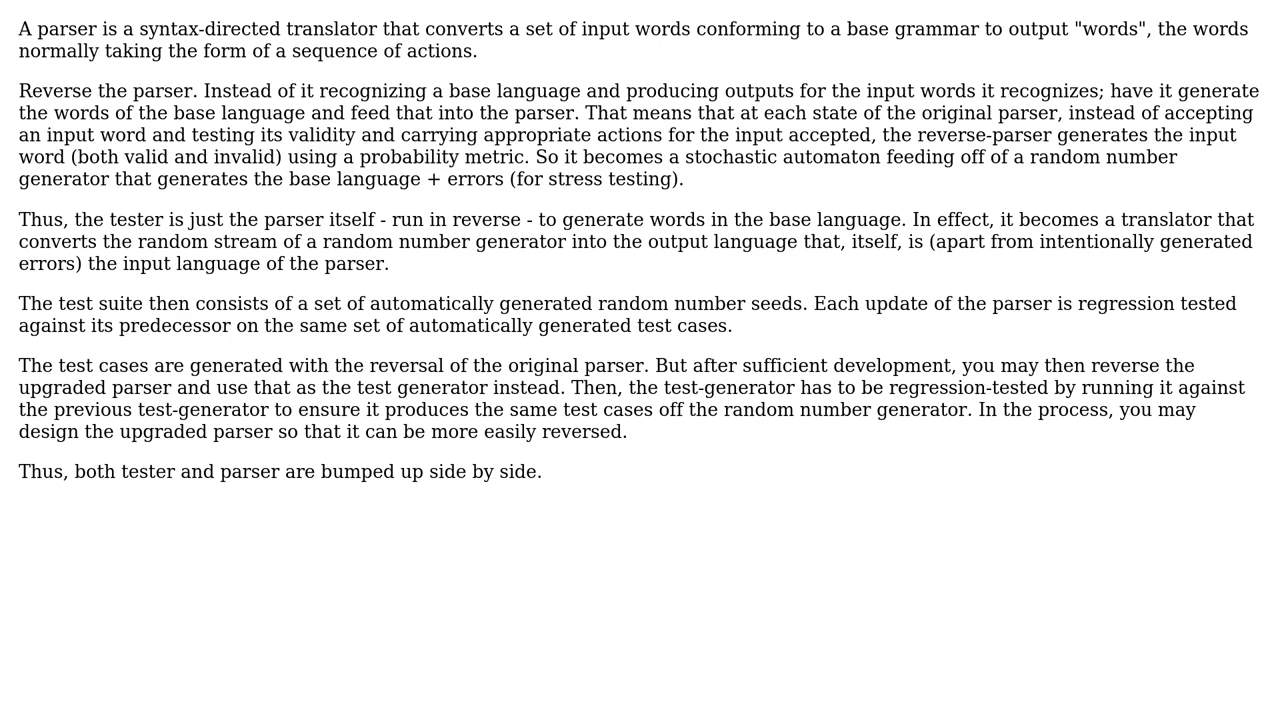 A parser is a syntax-directed translator that converts a set of input words conforming to a base grammar to output "words", the words
normally taking the form of a sequence of actions.
Reverse the parser. Instead of it recognizing a base language and producing outputs for the input words it recognizes; have it generate
the words of the base language and feed that into the parser. That means that at each state of the original parser, instead of accepting
an input word and testing its validity and carrying appropriate actions for the input accepted, the reverse-parser generates the input
word (both valid and invalid) using a probability metric. So it becomes a stochastic automaton feeding off of a random number
generator that generates the base language + errors (for stress testing).
Thus, the tester is just the parser itself - run in reverse - to generate words in the base language. In effect, it becomes a translator that
converts the random stream of a random number generator into the output language that, itself, is (apart from intentionally generated
errors) the input language of the parser.
The test suite then consists of a set of automatically generated random number seeds. Each update of the parser is regression tested
against its predecessor on the same set of automatically generated test cases.
The test cases are generated with the reversal of the original parser. But after sufficient development, you may then reverse the
upgraded parser and use that as the test generator instead. Then, the test-generator has to be regression-tested by running it against
the previous test-generator to ensure it produces the same test cases off the random number generator. In the process, you may
design the upgraded parser so that it can be more easily reversed.
Thus, both tester and parser are bumped up side by side.